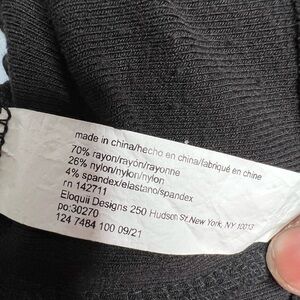 made in china/hecho en china/fabriqué en chine
70% rayon/rayón/rayonne
26% nylon/nylon/nylon
4% spandex/elastano/spandex
rn 142711
Eloquii Designs 250 Hudson St, New York, NY 10013
po:30270
124 7484 100 09/21